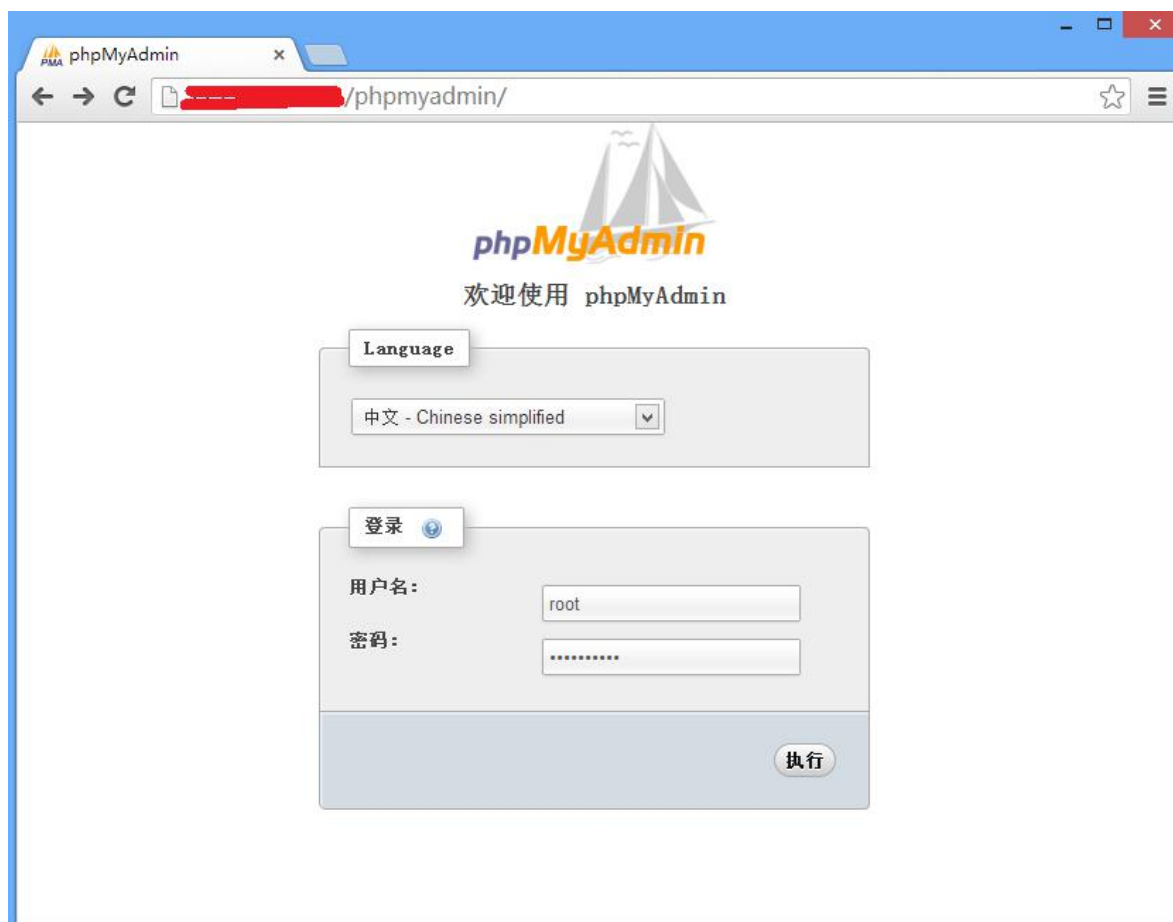 PMA phpMyAdmin
/phpmyadmin/
phpMyAdmin
欢迎使用 phpMyAdmin
Language
中文 - Chinese simplified
登录
用户名:
root
密码:
••••••••••
执行